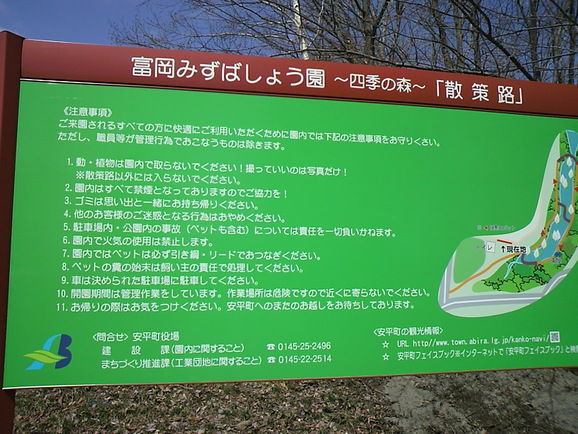 富岡みずばしょう園 ～四季の森～「散 策 路」
《注意事項》
ご来園されるすべての方に快適にご利用いただくために園内では下記の注意事項をお守りください。
ただし、職員等が管理行為でおこなうものは除きます。
1. 動・植物は園内で取らないでください！撮っていいのは写真だけ！
※散策路以外には入らないでください。
2. 園内はすべて禁煙となっておりますのでご協力を！
3. ゴミは思い出と一緒にお持ち帰りください。
4. 他のお客様のご迷惑となる行為はおやめください。
5. 駐車場内・公園内の事故（ペットも含む）については責任を一切負いかねます。
6. 園内で火気の使用は禁止します。
7. 園内ではペットは必ず引き綱・リードでおつなぎください。
8. ペットの糞の始末は飼い主の責任で処理してください。
9. 車は決められた駐車場に駐車してください。
10. 開園期間は管理作業をしています。作業場所は危険ですので近くに寄らないでください。
11. お帰りの際はお気をつけください。安平町へのまたのお越しをお待ちしております。
↑現在地
〈問合せ〉安平町役場
建 設 課（園内に関すること） ☎ 0145-25-2496
まちづくり推進課（工業団地に関すること） ☎ 0145-22-2514
〈安平町の観光情報〉
☆ URL http//www.town.abira.lg.jp/kanko-navi/
☆ 安平町フェイスブック※インターネットで「安平町フェイスブック」と検索